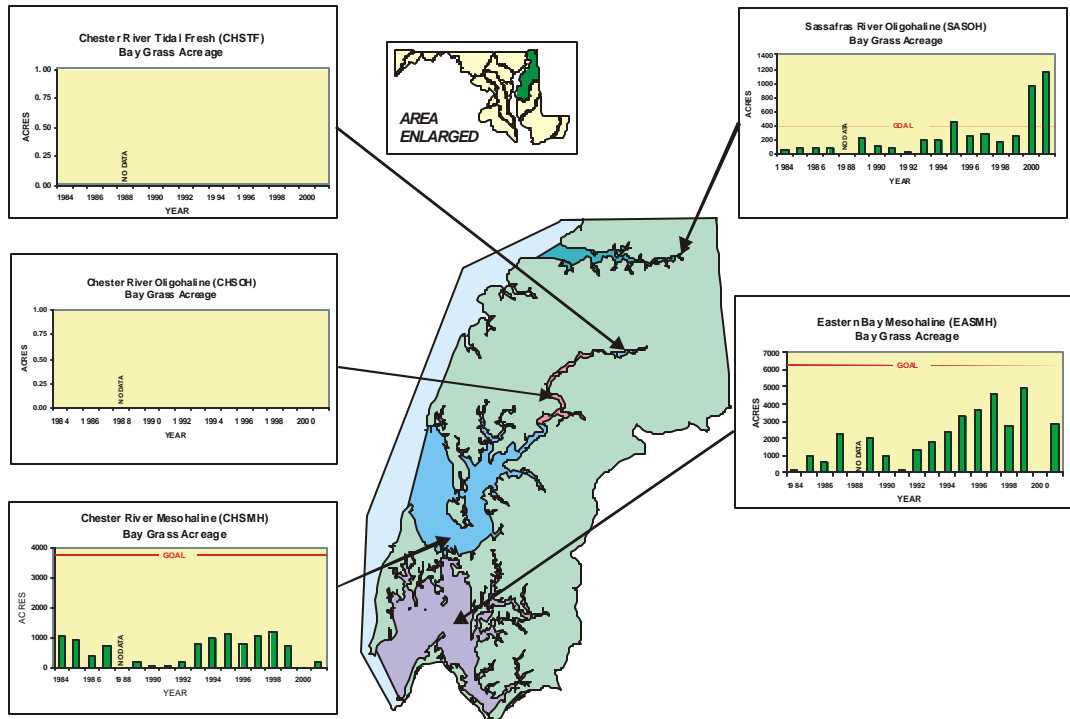 Chester River Tidal Fresh (CHSTF)
Bay Grass Acreage
1.00
0.75
0.50
0.25
0.00
ACRES
NO DATA
1984 1986 1988 1990 1992 1994 1996 1998 2000
YEAR
AREA
ENLARGED
Sassafras River Oligohaline (SASOH)
Bay Grass Acreage
1400
1200
1000
800
600
400
200
0
ACRES
GOAL
NO DATA
1984 1986 1988 1990 1992 1994 1996 1998 2000
YEAR
Chester River Oligohaline (CHSOH)
Bay Grass Acreage
1.00
0.75
0.50
0.25
0.00
ACRES
NO DATA
1984 1986 1988 1990 1992 1994 1996 1998 2000
YEAR
Eastern Bay Mesohaline (EASMH)
Bay Grass Acreage
7000
6000
5000
4000
3000
2000
1000
0
ACRES
GOAL
NO DATA
1984 1986 1988 1990 1992 1994 1996 1998 2000
YEAR
Chester River Mesohaline (CHSMH)
Bay Grass Acreage
4000
3000
2000
1000
0
ACRES
GOAL
NO DATA
1984 1986 1988 1990 1992 1994 1996 1998 2000
YEAR